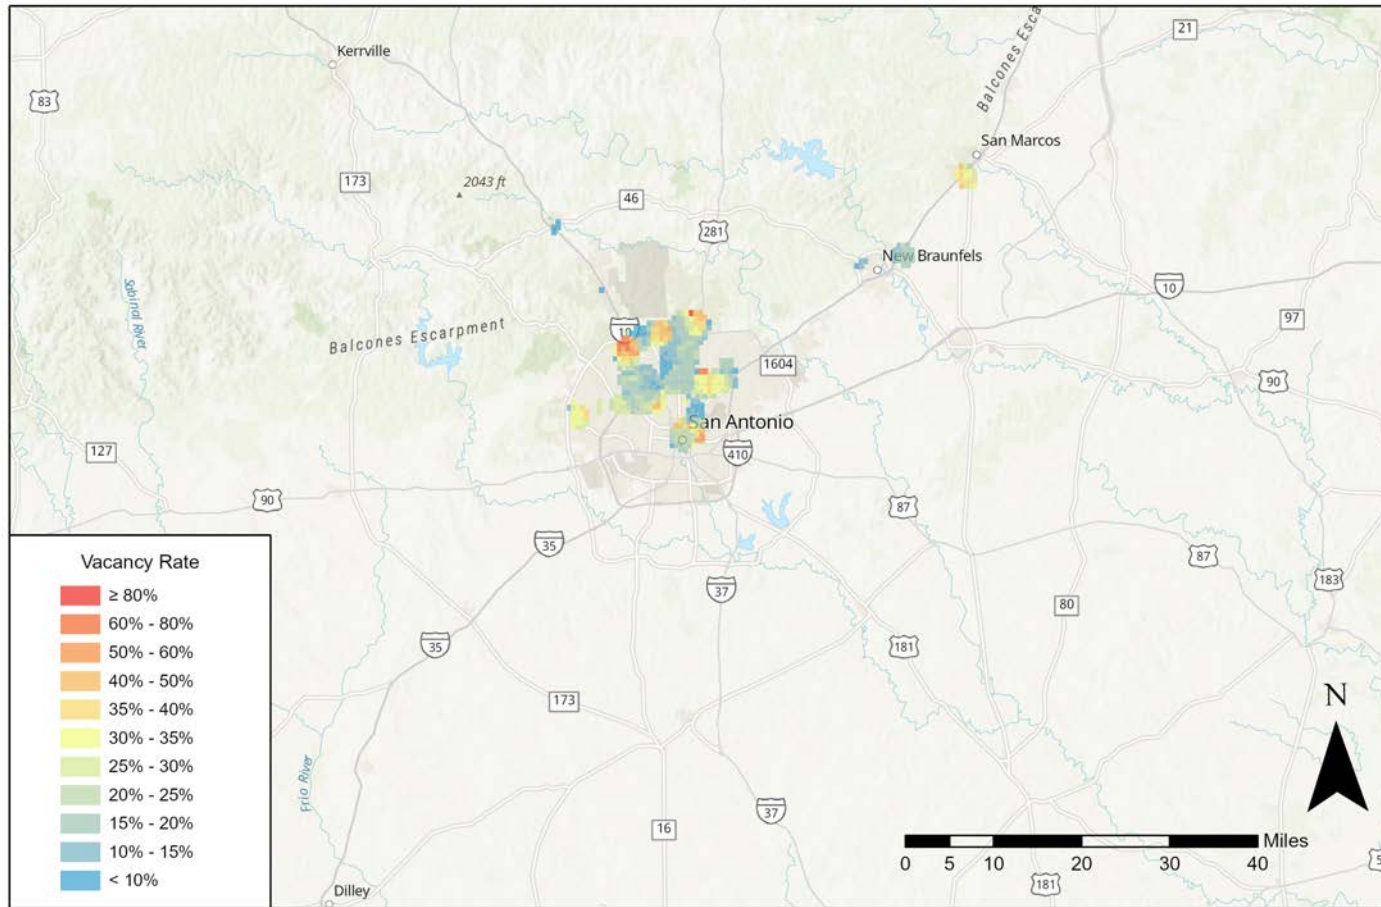 Balcones Esca
21
Kerrville
83
San Marcos
173
2043 ft
46
281
New Braunfels
10
Sabinal River
Balcones Escarpment
10
97
1604
90
San Antonio
127
410
90
87
35
87
183
37
80
35
181
173
Frio River
37
16
Dilley
181
5
Vacancy Rate
≥ 80%
60% - 80%
50% - 60%
40% - 50%
35% - 40%
30% - 35%
25% - 30%
20% - 25%
15% - 20%
10% - 15%
< 10%
N
Miles
0 5 10 20 30 40